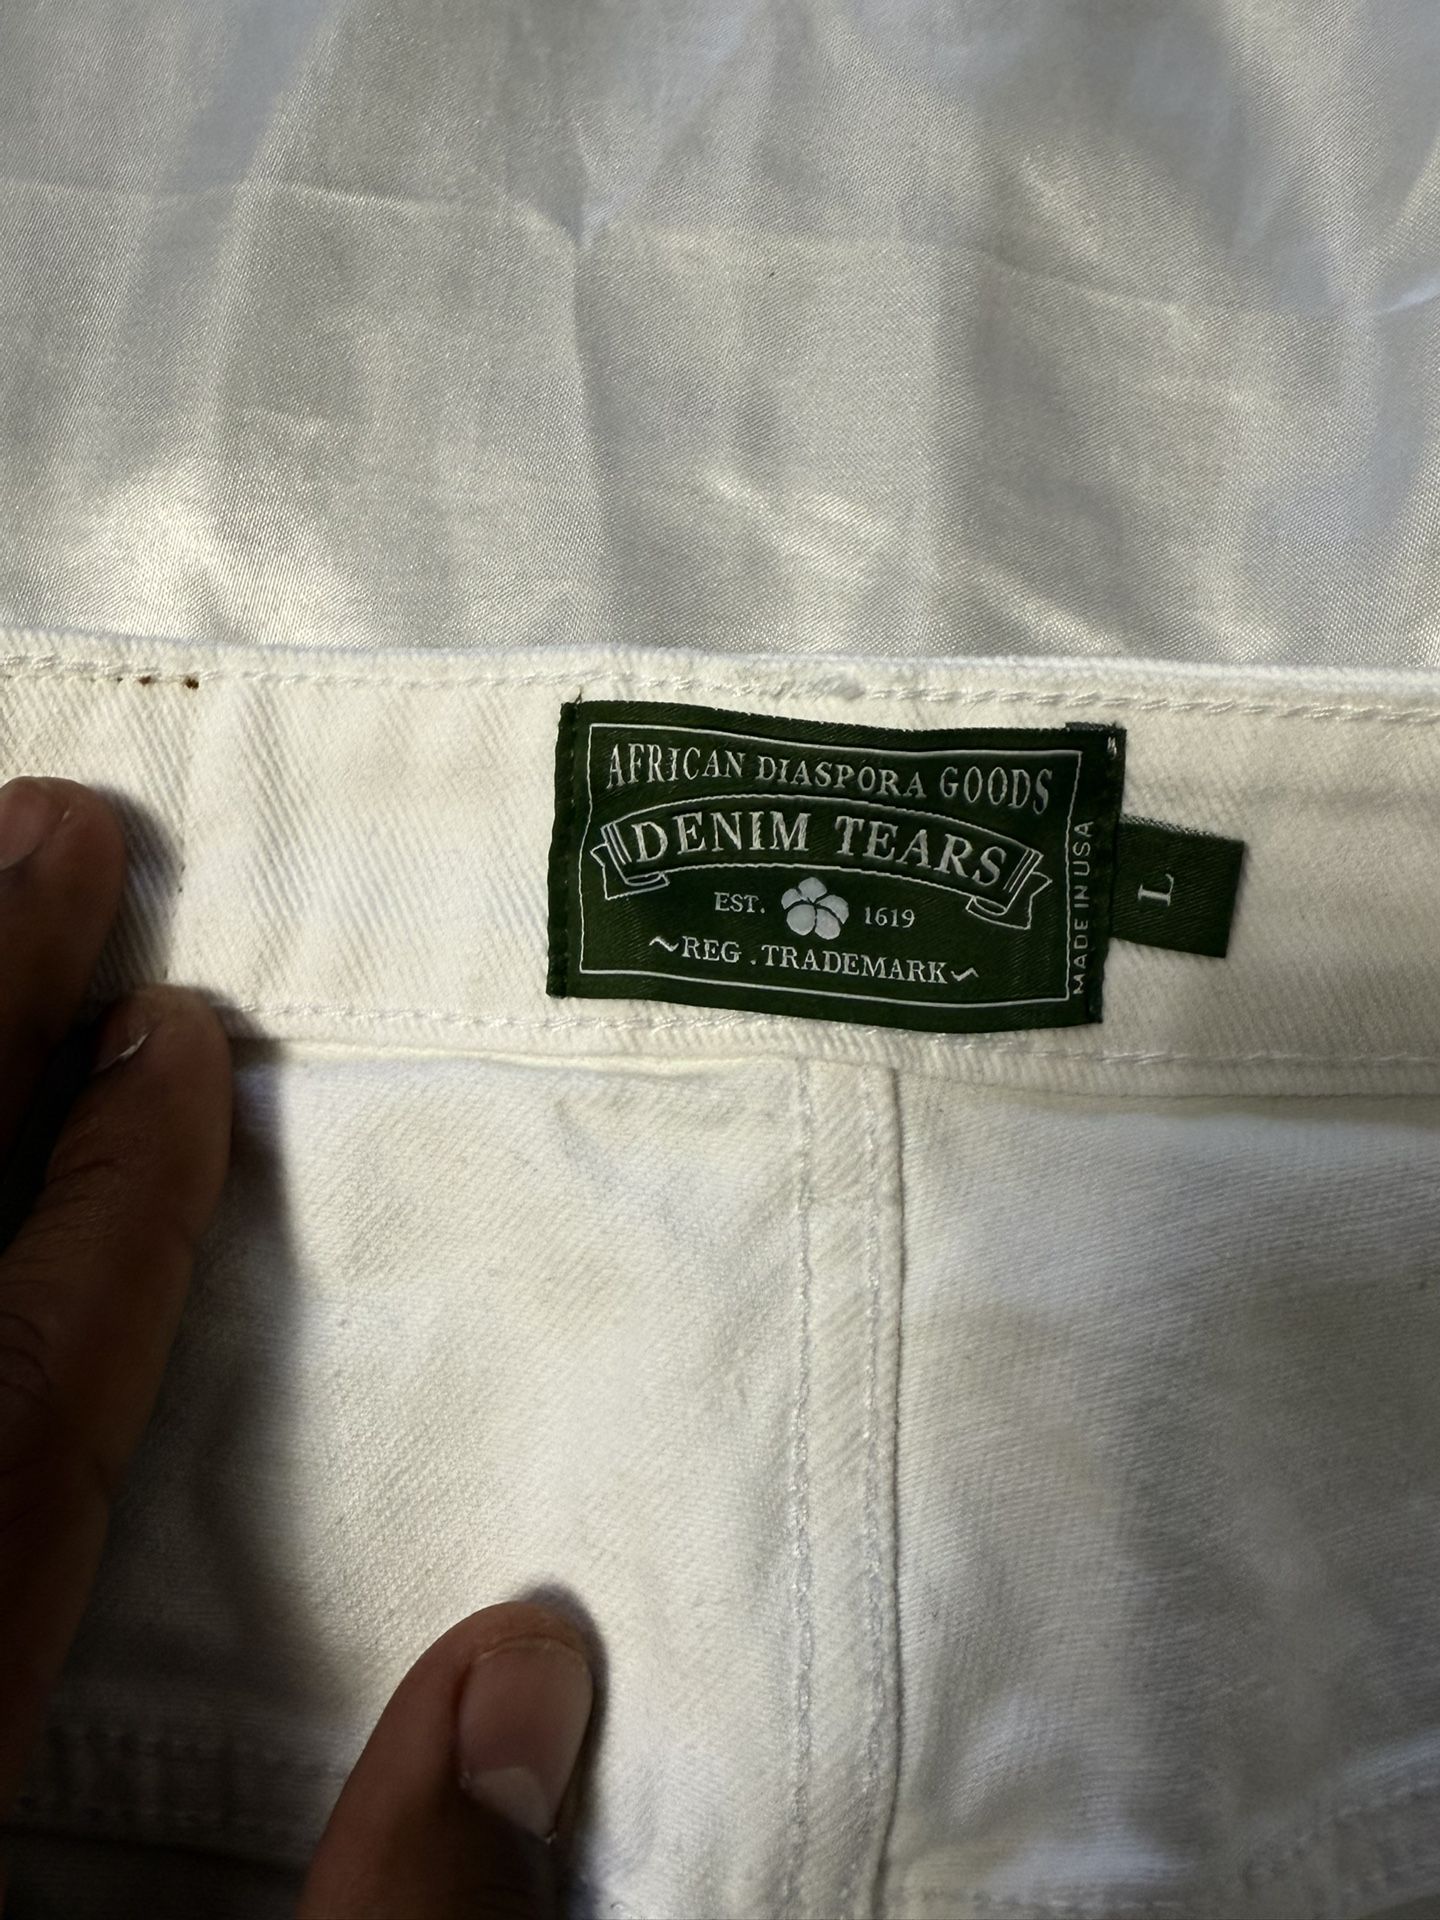 AFRICAN DIASPORA GOODS
DENIM TEARS
EST. 1619
~REG . TRADEMARK~
MADE IN USA
L